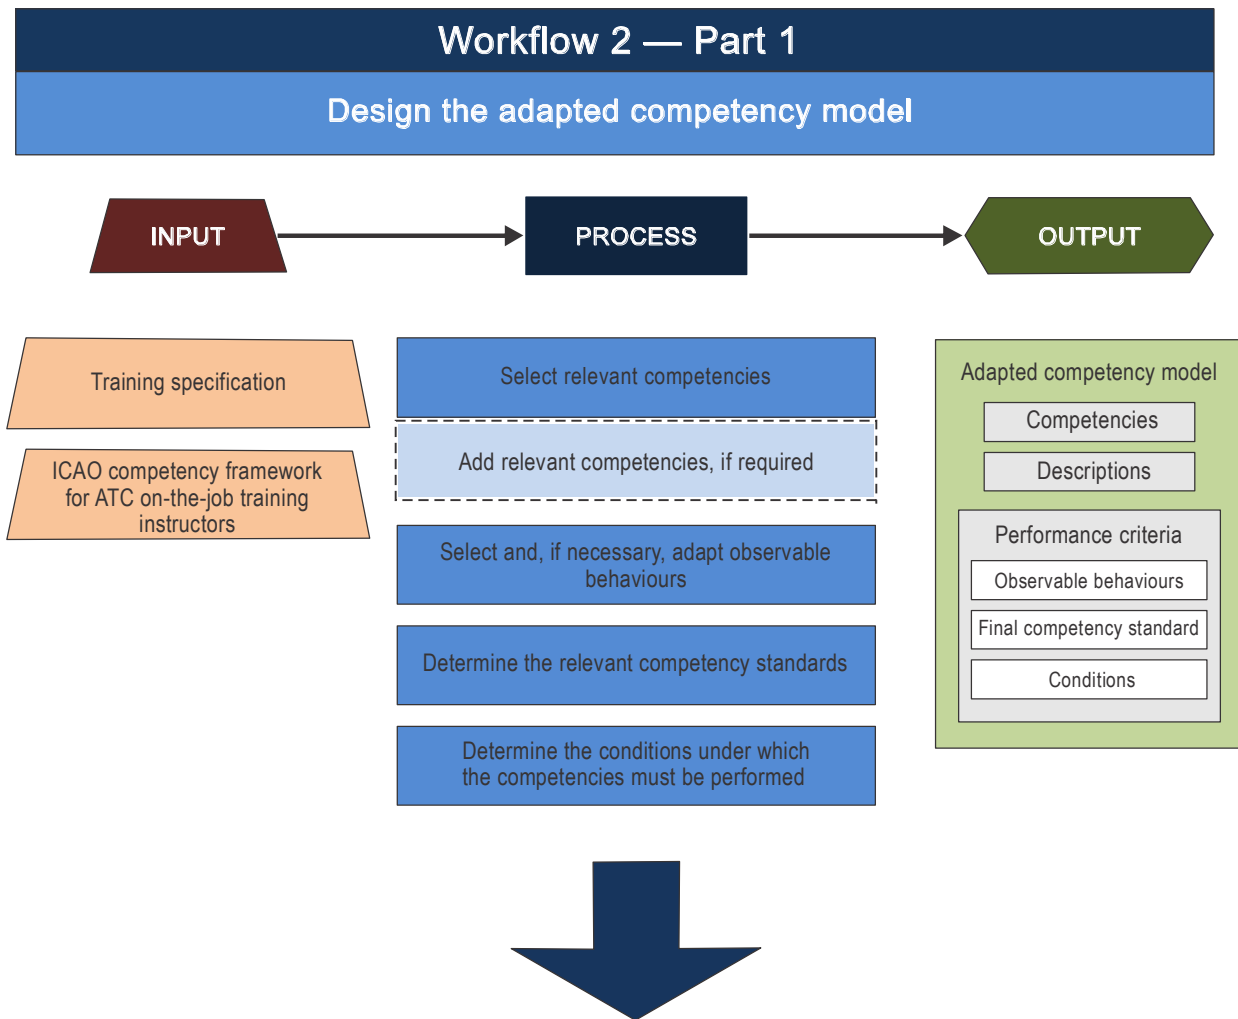 Workflow 2 — Part 1
Design the adapted competency model
INPUT
PROCESS
OUTPUT
Training specification
ICAO competency framework
for ATC on-the-job training
instructors
Select relevant competencies
Add relevant competencies, if required
Select and, if necessary, adapt observable
behaviours
Determine the relevant competency standards
Determine the conditions under which
the competencies must be performed
Adapted competency model
Competencies
Descriptions
Performance criteria
Observable behaviours
Final competency standard
Conditions